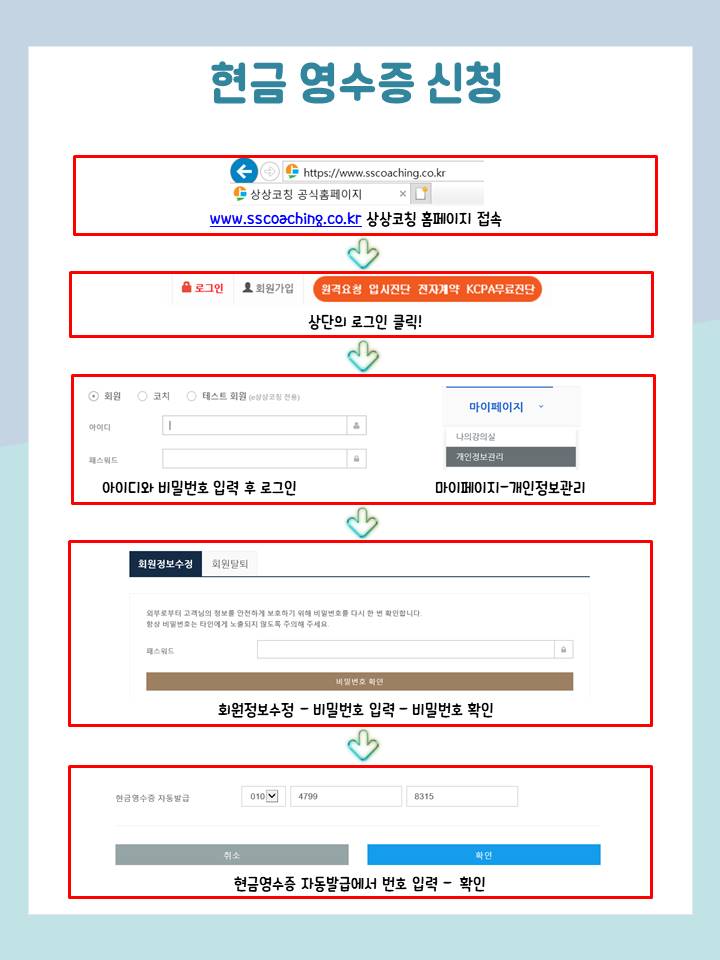 현금 영수증 신청
https://www.sscoaching.co.kr
상상코칭 공식홈페이지 ×
www.sscoaching.co.kr 상상코칭 홈페이지 접속
로그인 회원가입 원격요청 입시진단 전자계약 KCPA무료진단
상단의 로그인 클릭!
회원 코치 테스트 회원 (e상상코칭 전용)
아이디
패스워드
아이디와 비밀번호 입력 후 로그인
마이페이지
나의강의실
개인정보관리
마이페이지-개인정보관리
회원정보수정 회원탈퇴
외부로부터 고객님의 정보를 안전하게 보호하기 위해 비밀번호를 다시 한 번 확인합니다.
항상 비밀번호는 타인에게 노출되지 않도록 주의해 주세요.
패스워드
비밀번호 확인
회원정보수정 - 비밀번호 입력 - 비밀번호 확인
현금영수증 자동발급 010 4799 8315
취소 확인
현금영수증 자동발급에서 번호 입력 - 확인